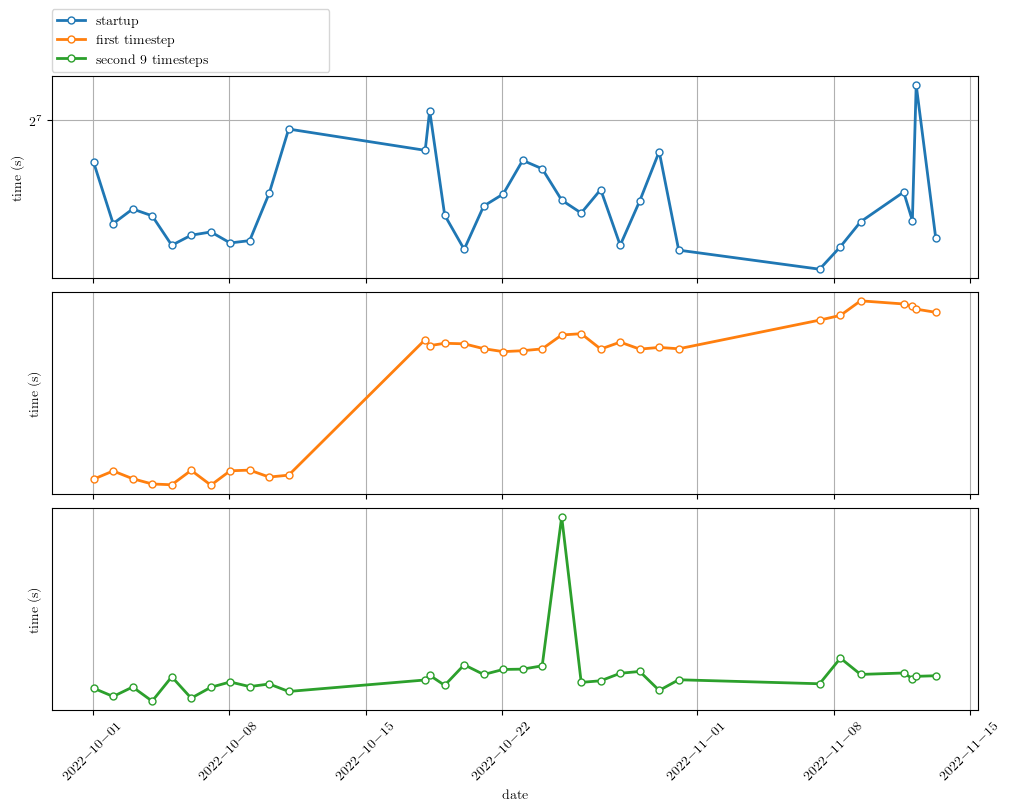 startup
first timestep
second 9 timesteps
2^7
time (s)
time (s)
time (s)
2022−10−01
2022−10−08
2022−10−15
2022−10−22
2022−11−01
2022−11−08
2022−11−15
date